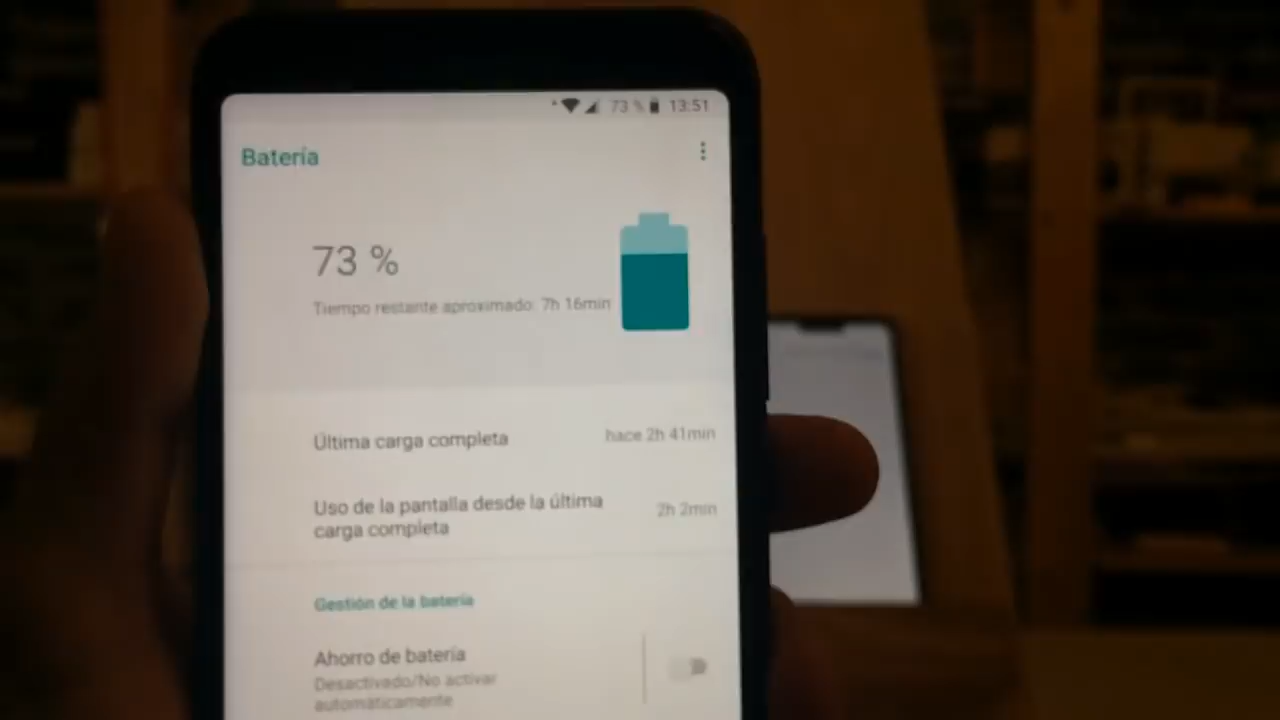 73 % 13:51
Batería
73 %
Tiempo restante aproximado: 7h 16min
Última carga completa hace 2h 41min
Uso de la pantalla desde la última
carga completa
2h 2min
Gestión de la batería
Ahorro de batería
Desactivado/No activar
automáticamente